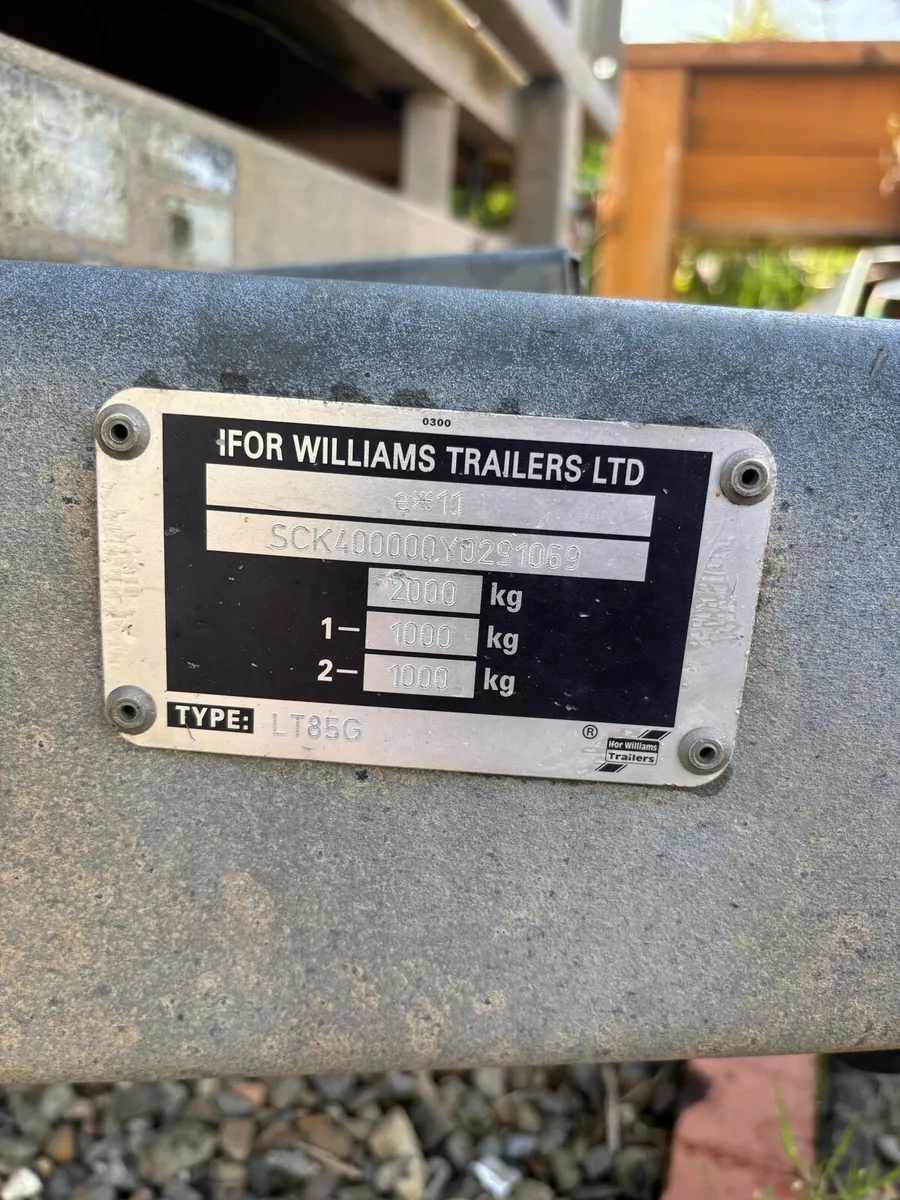 0300
IFOR WILLIAMS TRAILERS LTD
e*11
SCK400000Y0291069
2000 kg
1— 1000 kg
2— 1000 kg
TYPE: LT85G
®
Ifor Williams
Trailers